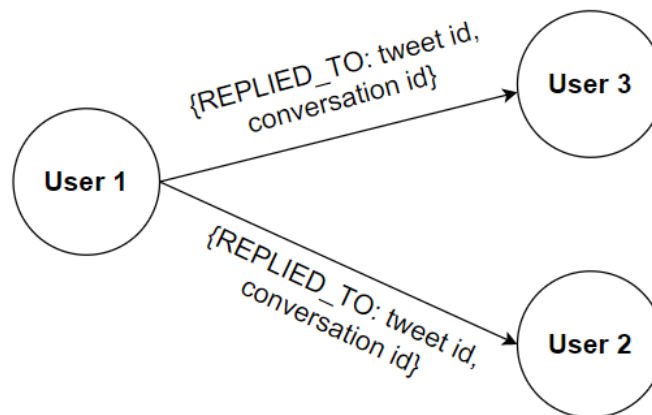 {REPLIED_TO: tweet id,
conversation id}
User 3
User 1
{REPLIED_TO: tweet id,
conversation id}
User 2